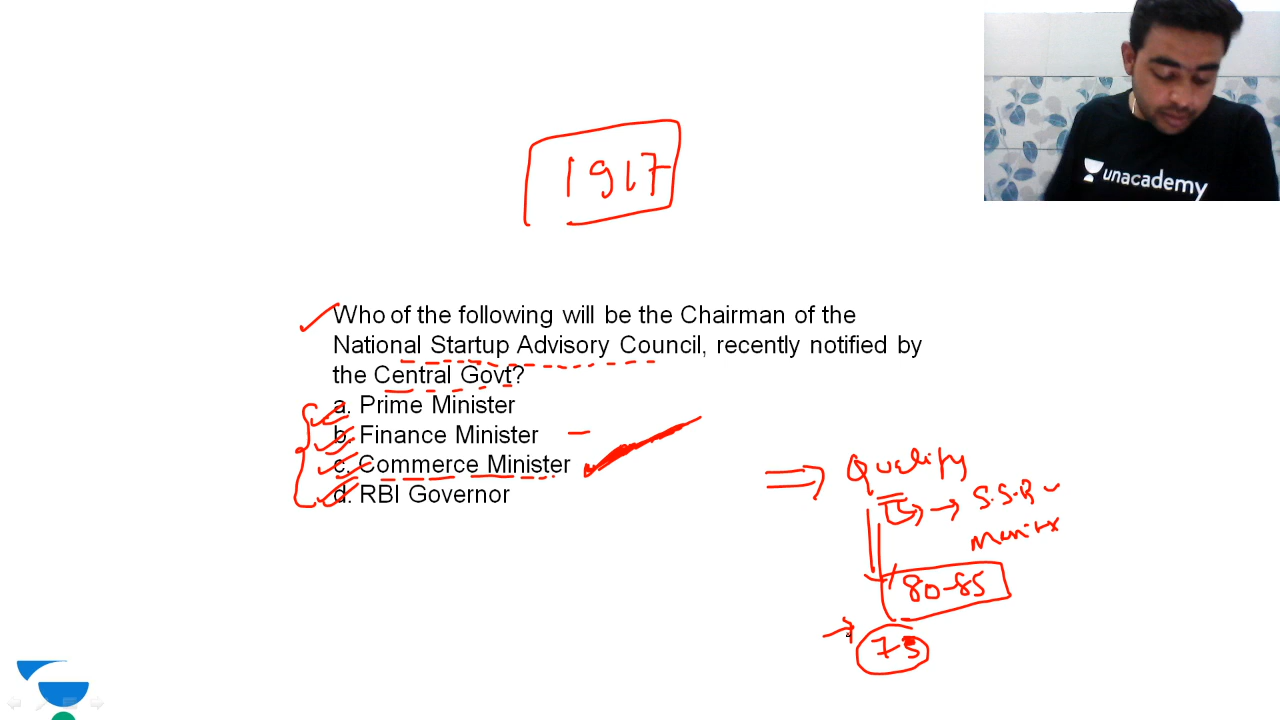 unacademy
1917
Who of the following will be the Chairman of the
National Startup Advisory Council, recently notified by
the Central Govt?
a. Prime Minister
b. Finance Minister
c. Commerce Minister
d. RBI Governor
Qualify
80-85
75